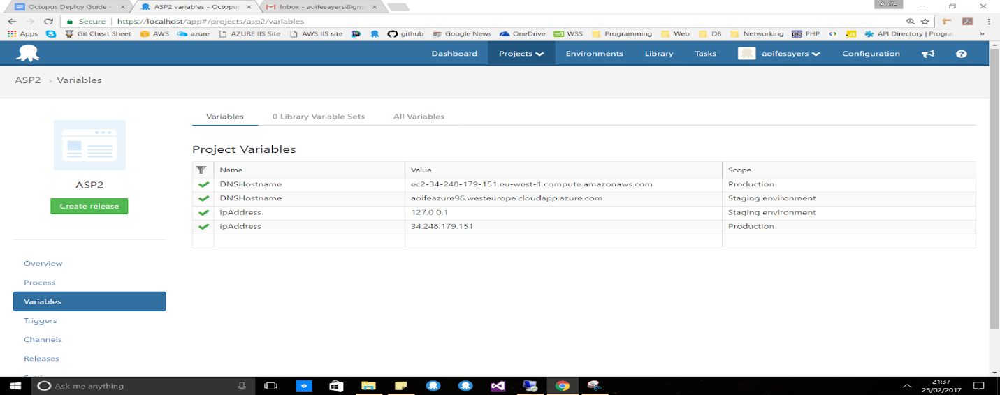 Octopus Deploy Guide -
ASP2 variables - Octopus
Inbox - aoifesayers@gm
Aoife
Secure https://localhost/app#/projects/asp2/variables
Apps Git Cheat Sheet AWS azure AZURE IIS Site AWS IIS site github Google News OneDrive W3S Programming Web DB Networking PHP JS API Directory | Progra »
Dashboard Projects Environments Library Tasks aoifesayers Configuration
ASP2 » Variables
Variables 0 Library Variable Sets All Variables
Project Variables
Name Value Scope
DNSHostname ec2-34-248-179-151.eu-west-1.compute.amazonaws.com Production
DNSHostname aoifeazure96.westeurope.cloudapp.azure.com Staging environment
ipAddress 127.0 0.1 Staging environment
ipAddress 34.248.179.151 Production
ASP2
Create release
Overview
Process
Variables
Triggers
Channels
Releases
Ask me anything
21:37
25/02/2017